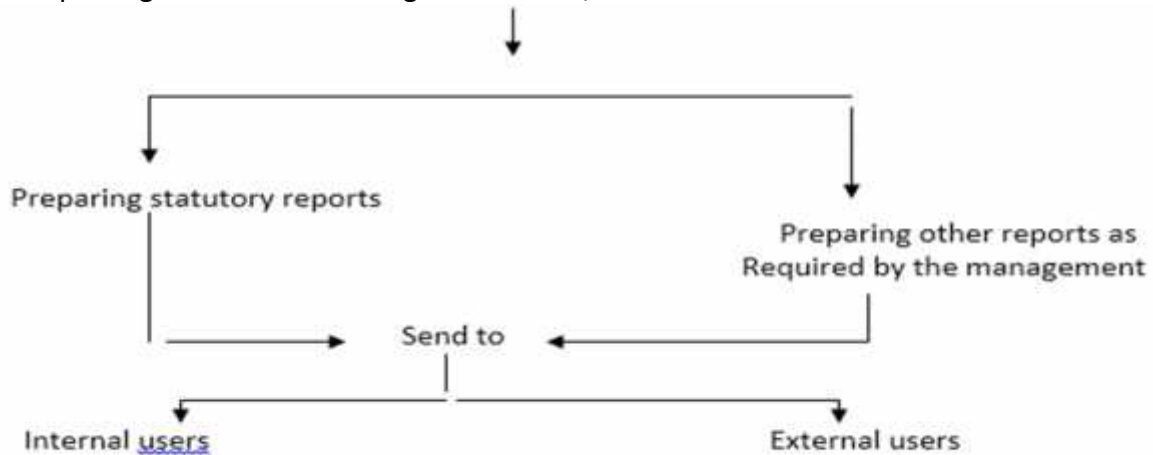 Preparing statutory reports
Preparing other reports as
Required by the management
Send to
Internal users
External users